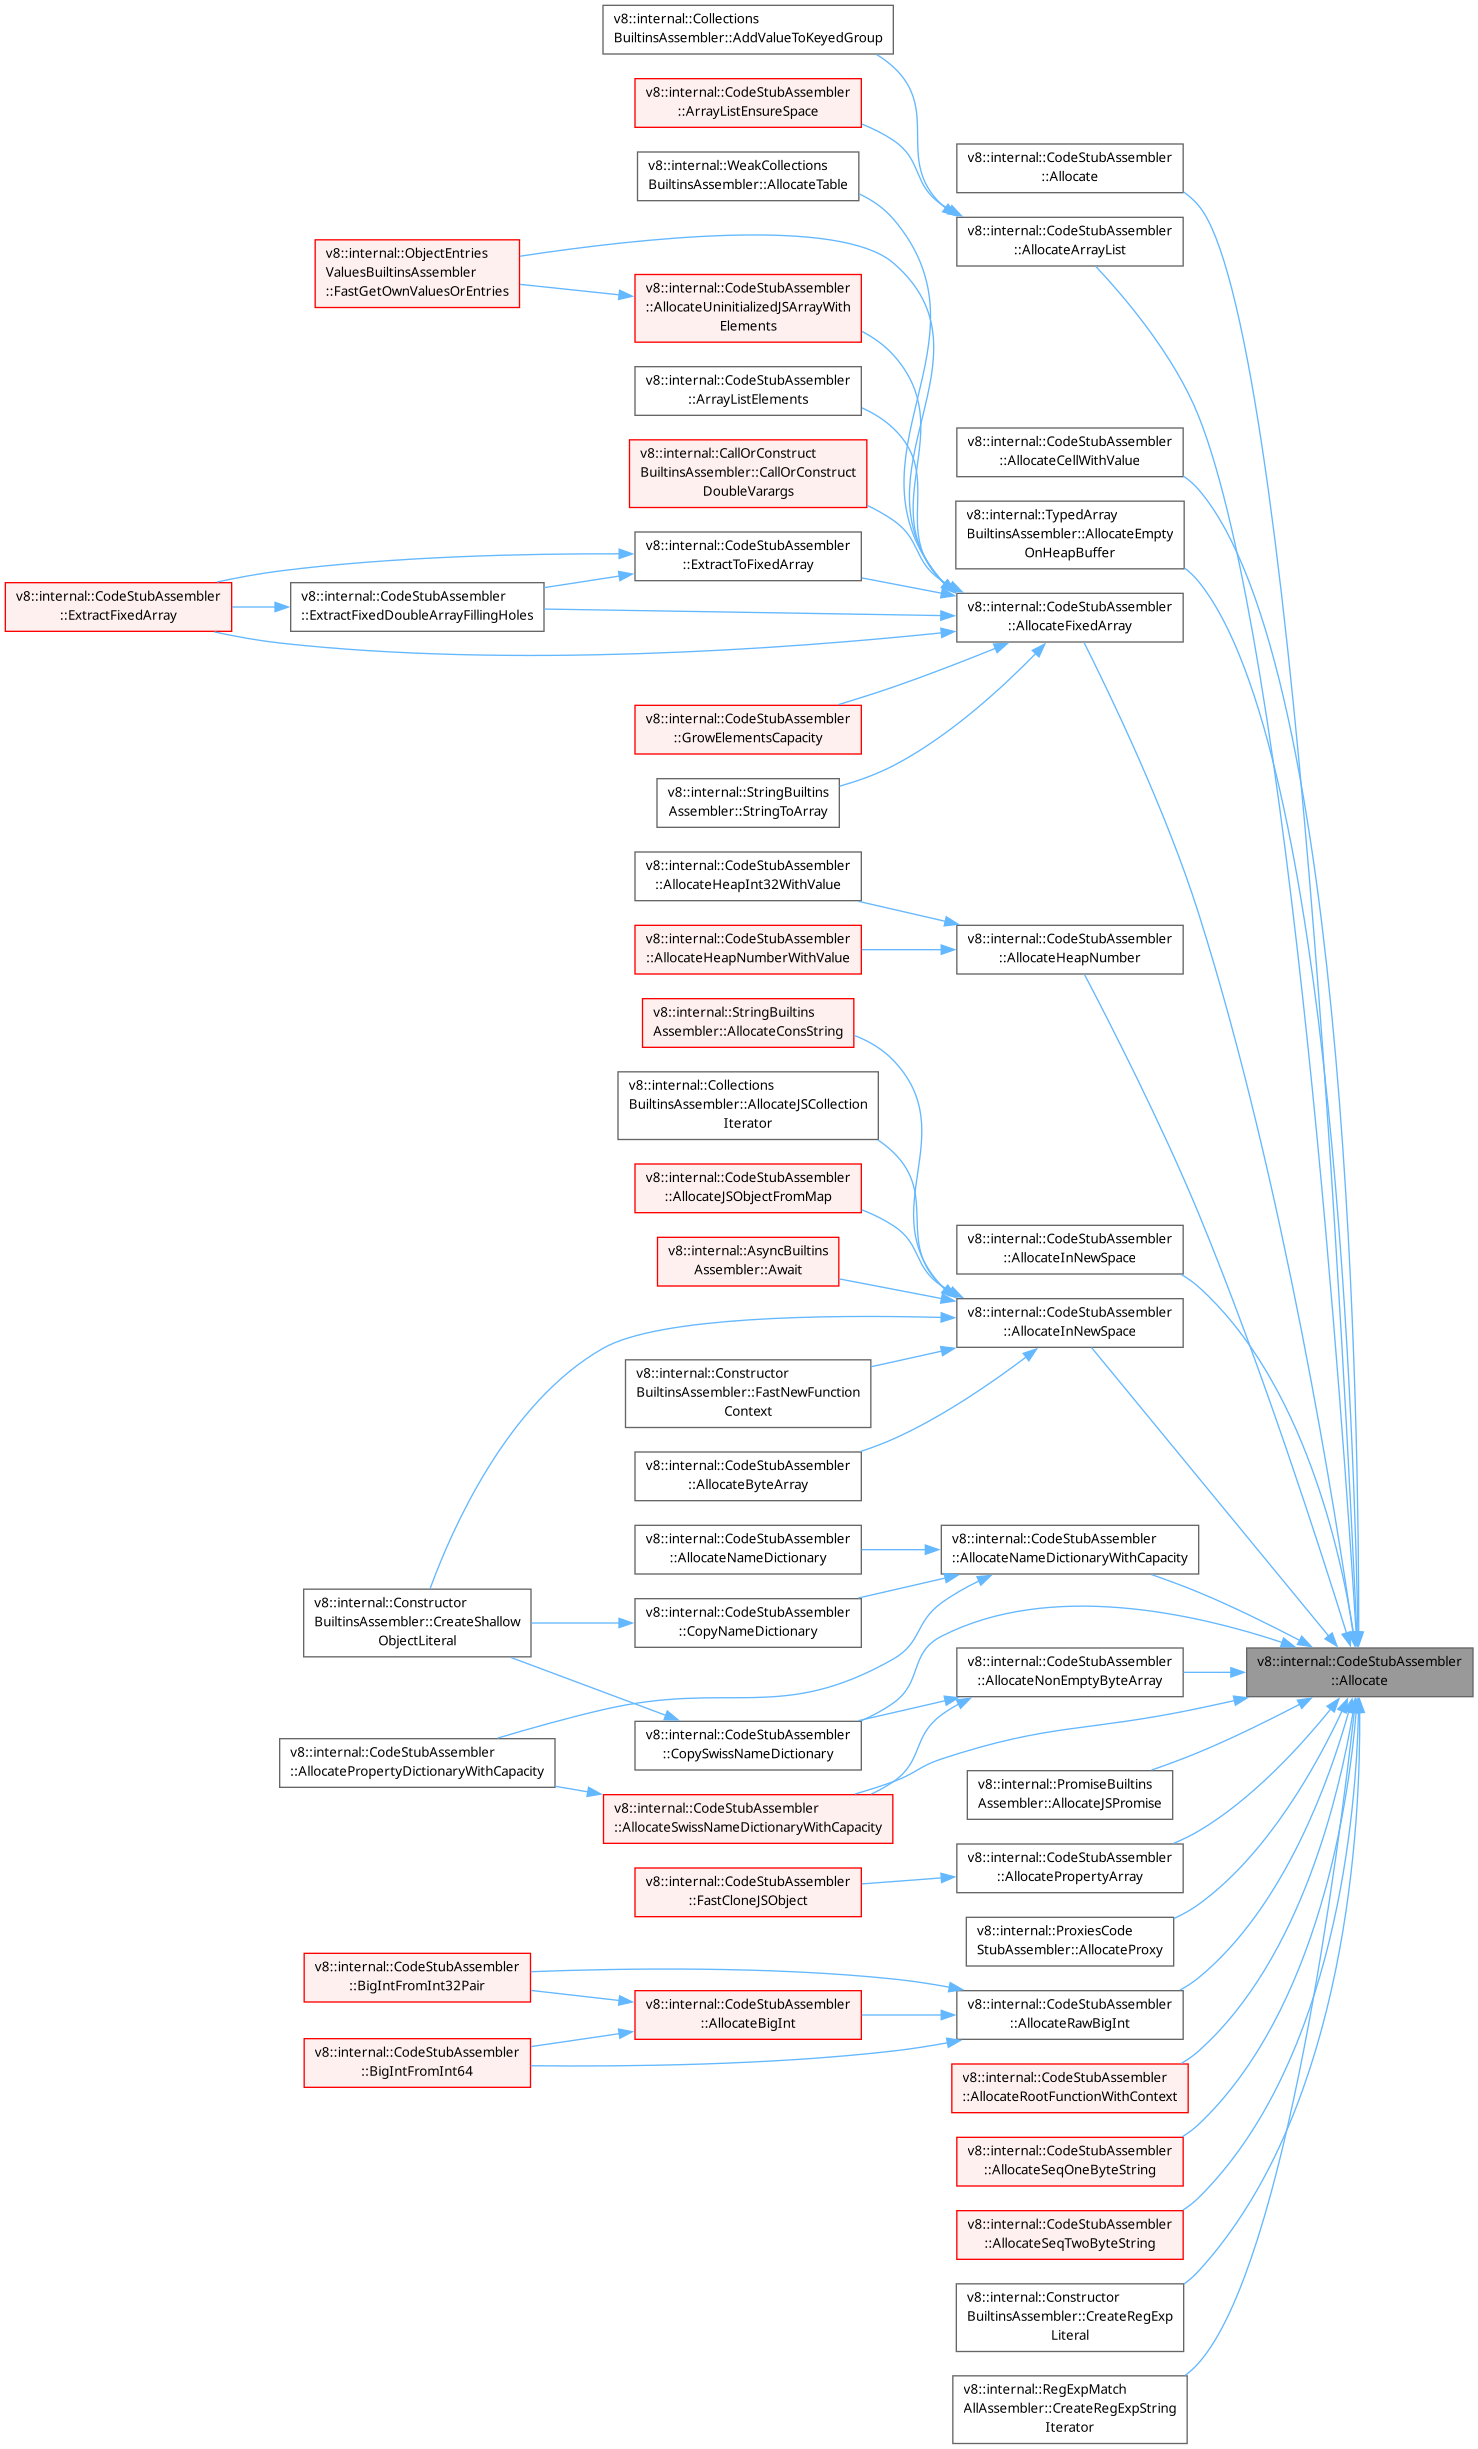 v8::internal::Collections
BuiltinsAssembler::AddValueToKeyedGroup
v8::internal::CodeStubAssembler
::ArrayListEnsureSpace
v8::internal::CodeStubAssembler
::Allocate
v8::internal::WeakCollections
BuiltinsAssembler::AllocateTable
v8::internal::CodeStubAssembler
::AllocateArrayList
v8::internal::ObjectEntries
ValuesBuiltinsAssembler
::FastGetOwnValuesOrEntries
v8::internal::CodeStubAssembler
::AllocateUninitializedJSArrayWith
Elements
v8::internal::CodeStubAssembler
::ArrayListElements
v8::internal::CodeStubAssembler
::AllocateCellWithValue
v8::internal::CallOrConstruct
BuiltinsAssembler::CallOrConstruct
DoubleVarargs
v8::internal::TypedArray
BuiltinsAssembler::AllocateEmpty
OnHeapBuffer
v8::internal::CodeStubAssembler
::ExtractToFixedArray
v8::internal::CodeStubAssembler
::ExtractFixedArray
v8::internal::CodeStubAssembler
::ExtractFixedDoubleArrayFillingHoles
v8::internal::CodeStubAssembler
::AllocateFixedArray
v8::internal::CodeStubAssembler
::GrowElementsCapacity
v8::internal::StringBuiltins
Assembler::StringToArray
v8::internal::CodeStubAssembler
::AllocateHeapInt32WithValue
v8::internal::CodeStubAssembler
::AllocateHeapNumberWithValue
v8::internal::CodeStubAssembler
::AllocateHeapNumber
v8::internal::StringBuiltins
Assembler::AllocateConsString
v8::internal::Collections
BuiltinsAssembler::AllocateJSCollection
Iterator
v8::internal::CodeStubAssembler
::AllocateJSObjectFromMap
v8::internal::AsyncBuiltins
Assembler::Await
v8::internal::CodeStubAssembler
::AllocateInNewSpace
v8::internal::CodeStubAssembler
::AllocateInNewSpace
v8::internal::Constructor
BuiltinsAssembler::FastNewFunction
Context
v8::internal::CodeStubAssembler
::AllocateByteArray
v8::internal::CodeStubAssembler
::AllocateNameDictionary
v8::internal::CodeStubAssembler
::AllocateNameDictionaryWithCapacity
v8::internal::Constructor
BuiltinsAssembler::CreateShallow
ObjectLiteral
v8::internal::CodeStubAssembler
::CopyNameDictionary
v8::internal::CodeStubAssembler
::AllocateNonEmptyByteArray
v8::internal::CodeStubAssembler
::Allocate
v8::internal::CodeStubAssembler
::AllocatePropertyDictionaryWithCapacity
v8::internal::CodeStubAssembler
::CopySwissNameDictionary
v8::internal::CodeStubAssembler
::AllocateSwissNameDictionaryWithCapacity
v8::internal::PromiseBuiltins
Assembler::AllocateJSPromise
v8::internal::CodeStubAssembler
::FastCloneJSObject
v8::internal::CodeStubAssembler
::AllocatePropertyArray
v8::internal::ProxiesCode
StubAssembler::AllocateProxy
v8::internal::CodeStubAssembler
::BigIntFromInt32Pair
v8::internal::CodeStubAssembler
::AllocateBigInt
v8::internal::CodeStubAssembler
::AllocateRawBigInt
v8::internal::CodeStubAssembler
::BigIntFromInt64
v8::internal::CodeStubAssembler
::AllocateRootFunctionWithContext
v8::internal::CodeStubAssembler
::AllocateSeqOneByteString
v8::internal::CodeStubAssembler
::AllocateSeqTwoByteString
v8::internal::Constructor
BuiltinsAssembler::CreateRegExp
Literal
v8::internal::RegExpMatch
AllAssembler::CreateRegExpString
Iterator